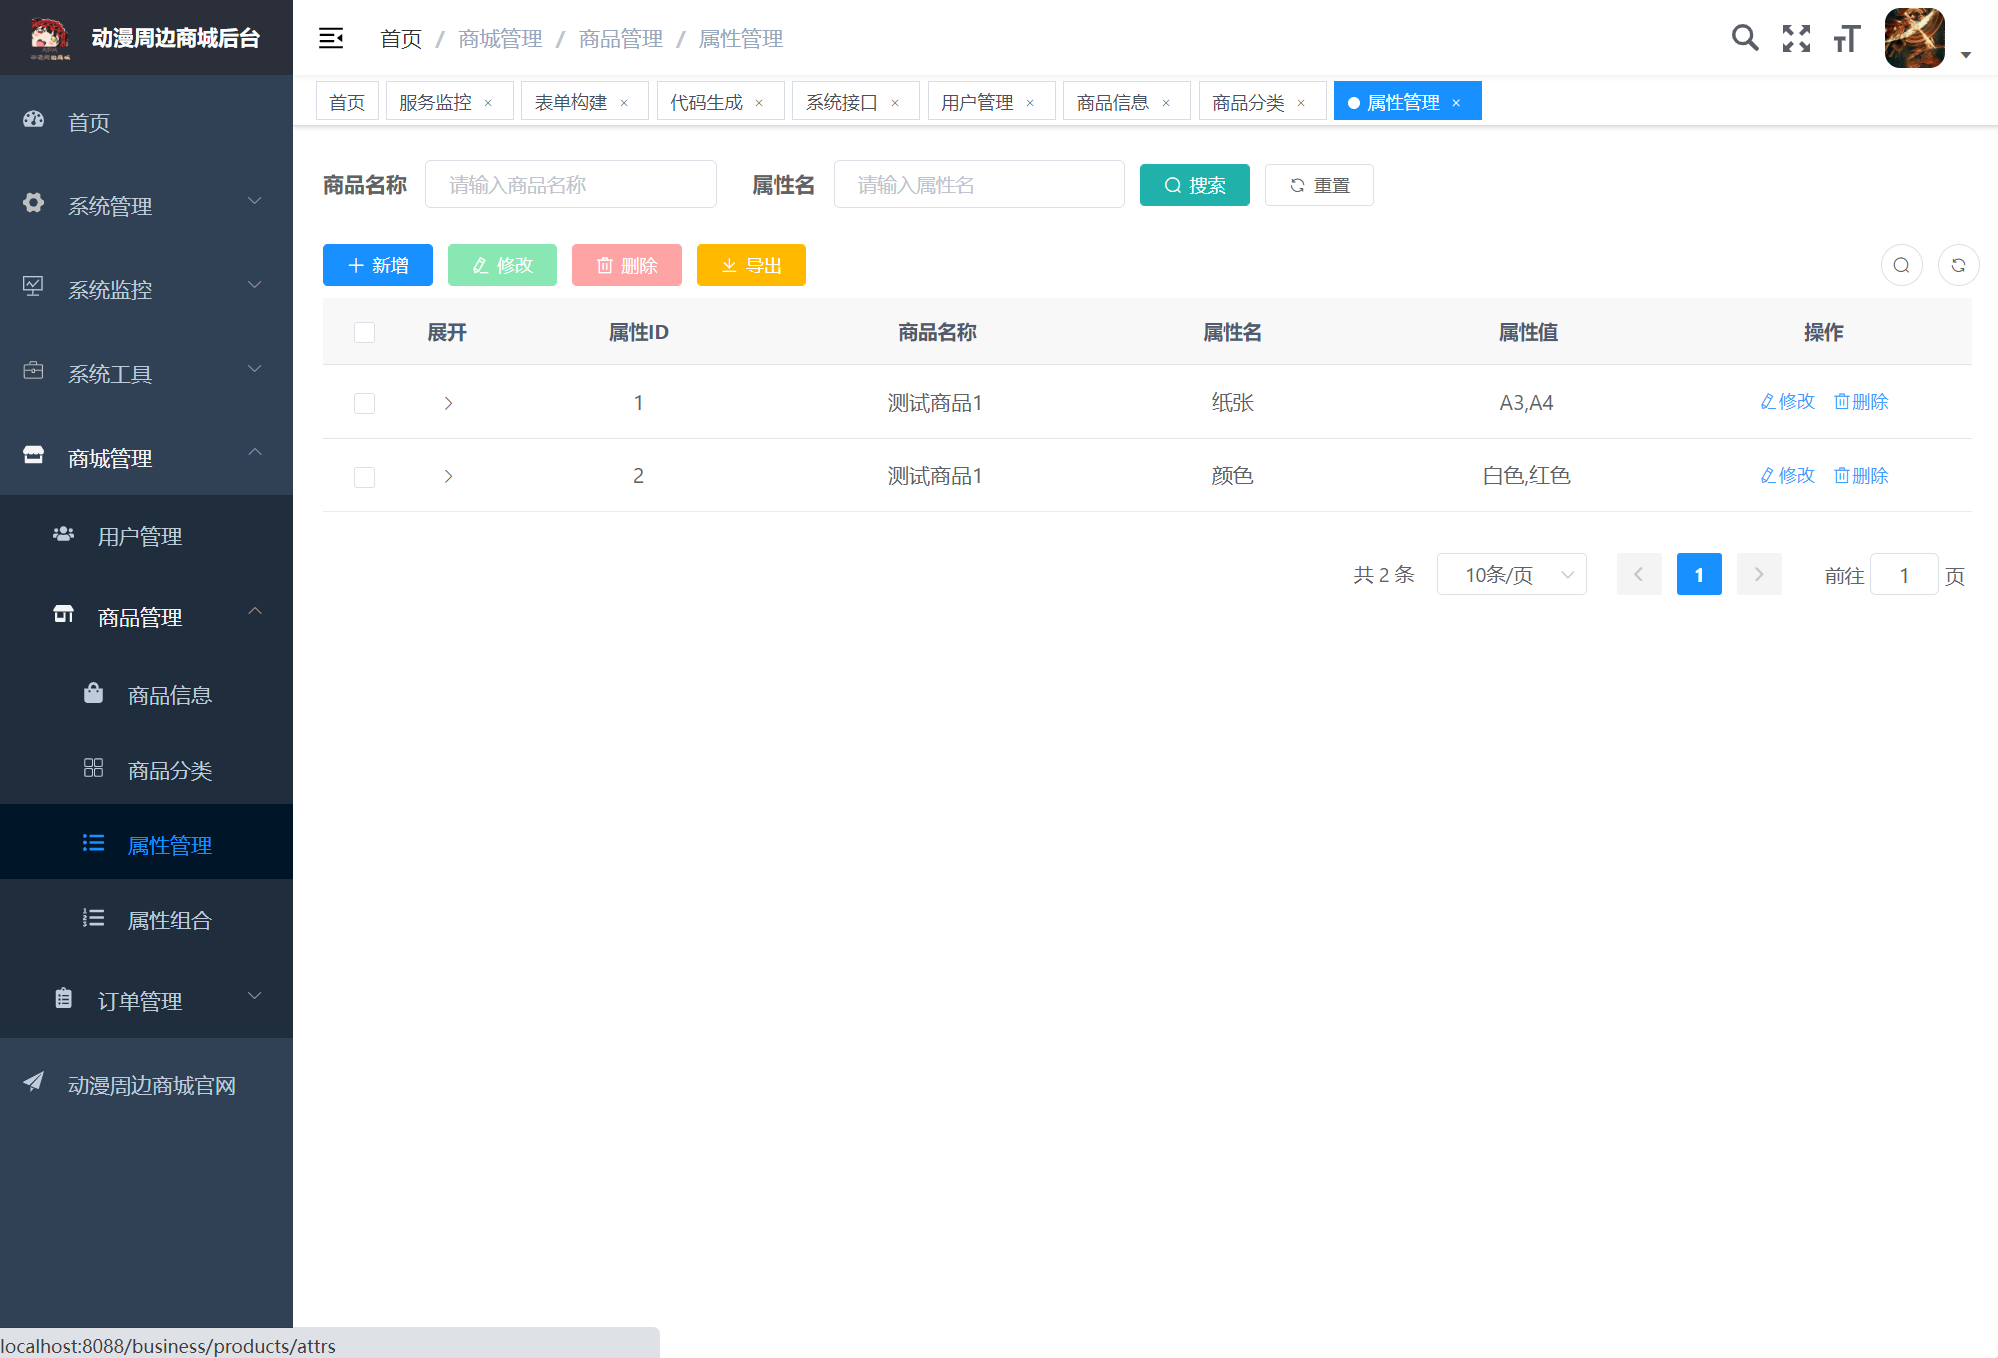 动漫周边商城后台
首页 / 商城管理 / 商品管理 / 属性管理
首页 服务监控 × 表单构建 × 代码生成 × 系统接口 × 用户管理 × 商品信息 × 商品分类 × 属性管理 ×
首页
系统管理
系统监控
系统工具
商城管理
用户管理
商品管理
商品信息
商品分类
属性管理
属性组合
订单管理
动漫周边商城官网
商品名称 请输入商品名称 属性名 请输入属性名 搜索 重置
新增 修改 删除 导出
展开 属性ID 商品名称 属性名 属性值 操作
1 测试商品1 纸张 A3,A4 修改 删除
2 测试商品1 颜色 白色,红色 修改 删除
共 2 条 10条/页 1 前往 1 页
localhost:8088/business/products/attrs